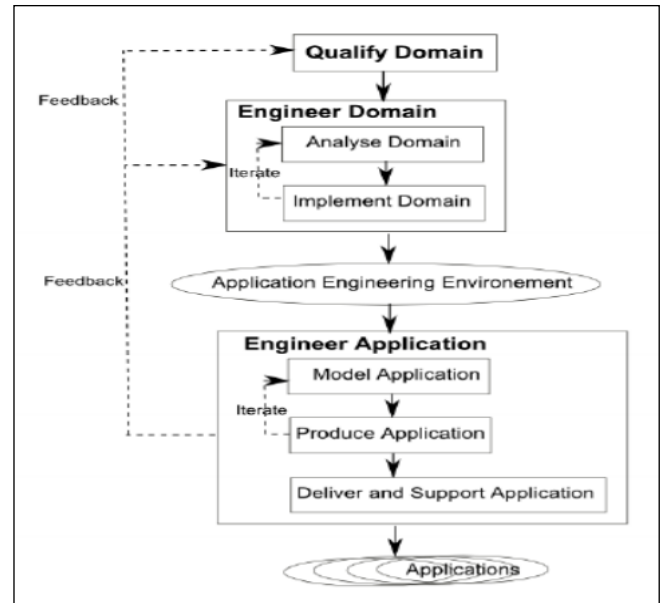 Qualify Domain
Feedback
Engineer Domain
Analyse Domain
Iterate
Implement Domain
Feedback
Application Engineering Environement
Engineer Application
Model Application
Iterate
Produce Application
Deliver and Support Application
Applications